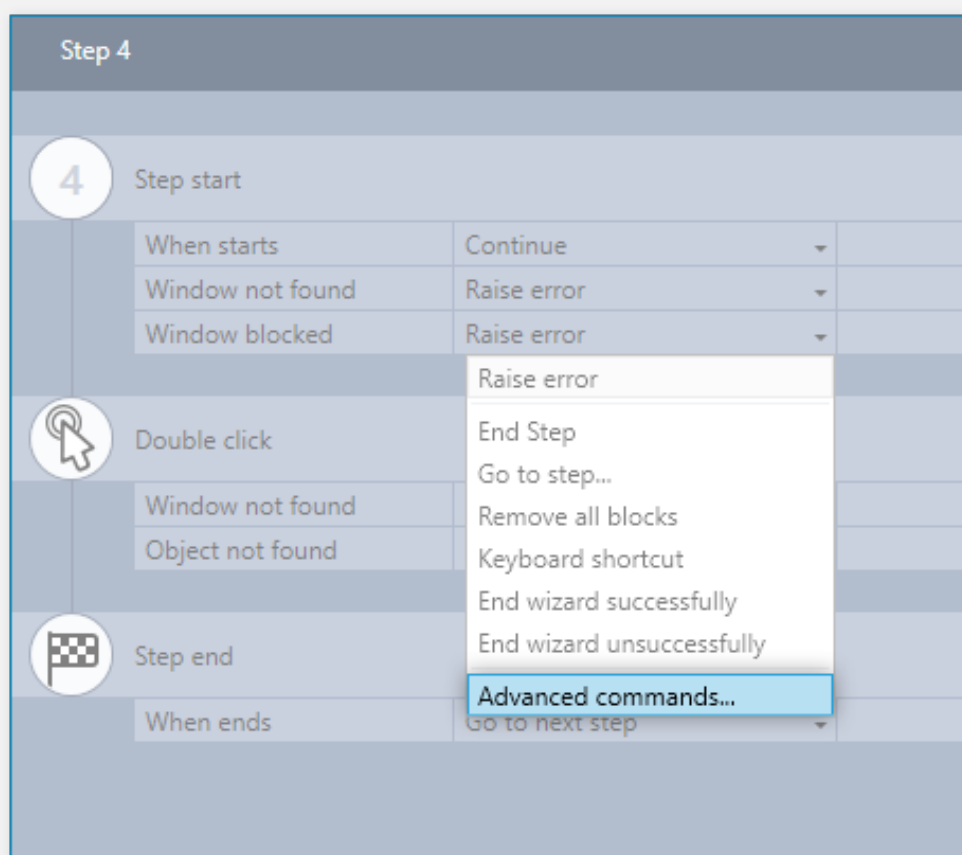 Step 4
4 Step start
When starts Continue
Window not found Raise error
Window blocked Raise error
Raise error
End Step
Double click
Go to step...
Window not found
Remove all blocks
Object not found
Keyboard shortcut
End wizard successfully
End wizard unsuccessfully
Step end
Advanced commands...
When ends Go to next step